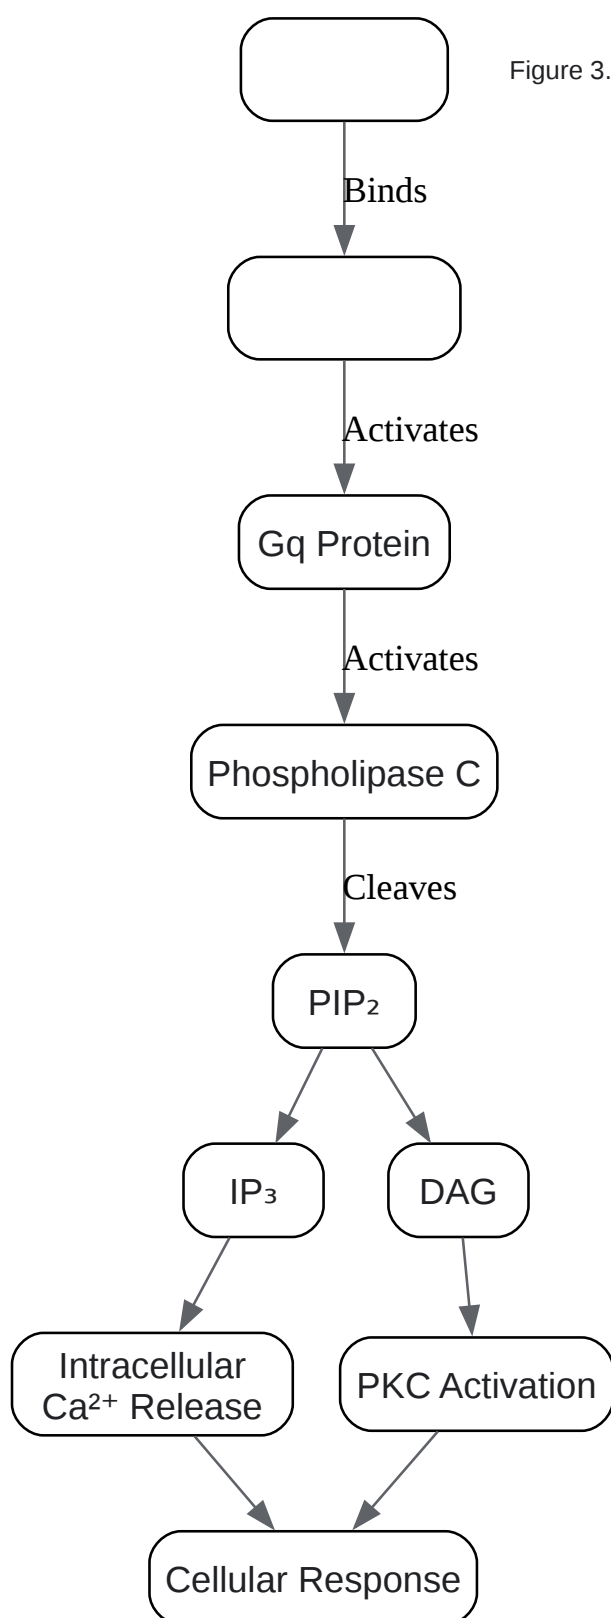 Figure 3.
Binds
Activates
Gq Protein
Activates
Phospholipase C
Cleaves
PIP₂
IP₃
DAG
Intracellular
Ca²⁺ Release
PKC Activation
Cellular Response